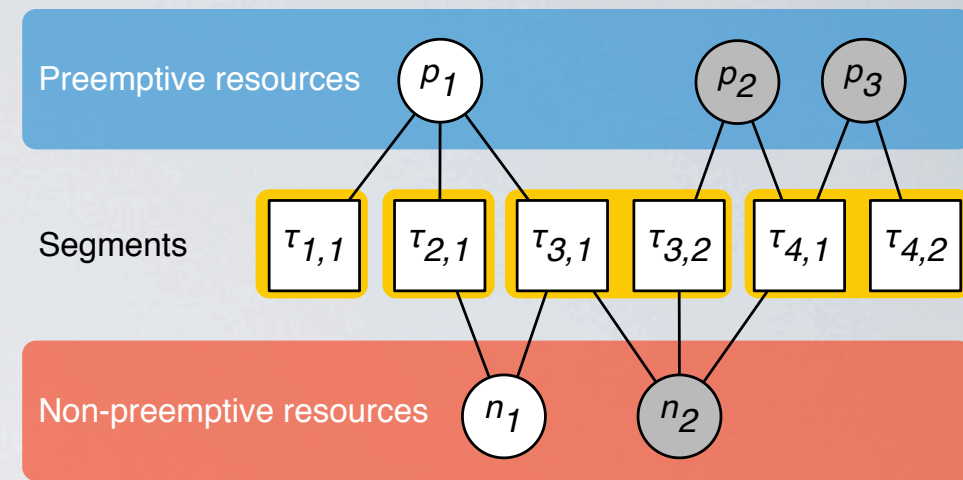 Preemptive resources p1 p2 p3
Segments τ1,1 τ2,1 τ3,1 τ3,2 τ4,1 τ4,2
Non-preemptive resources n1 n2